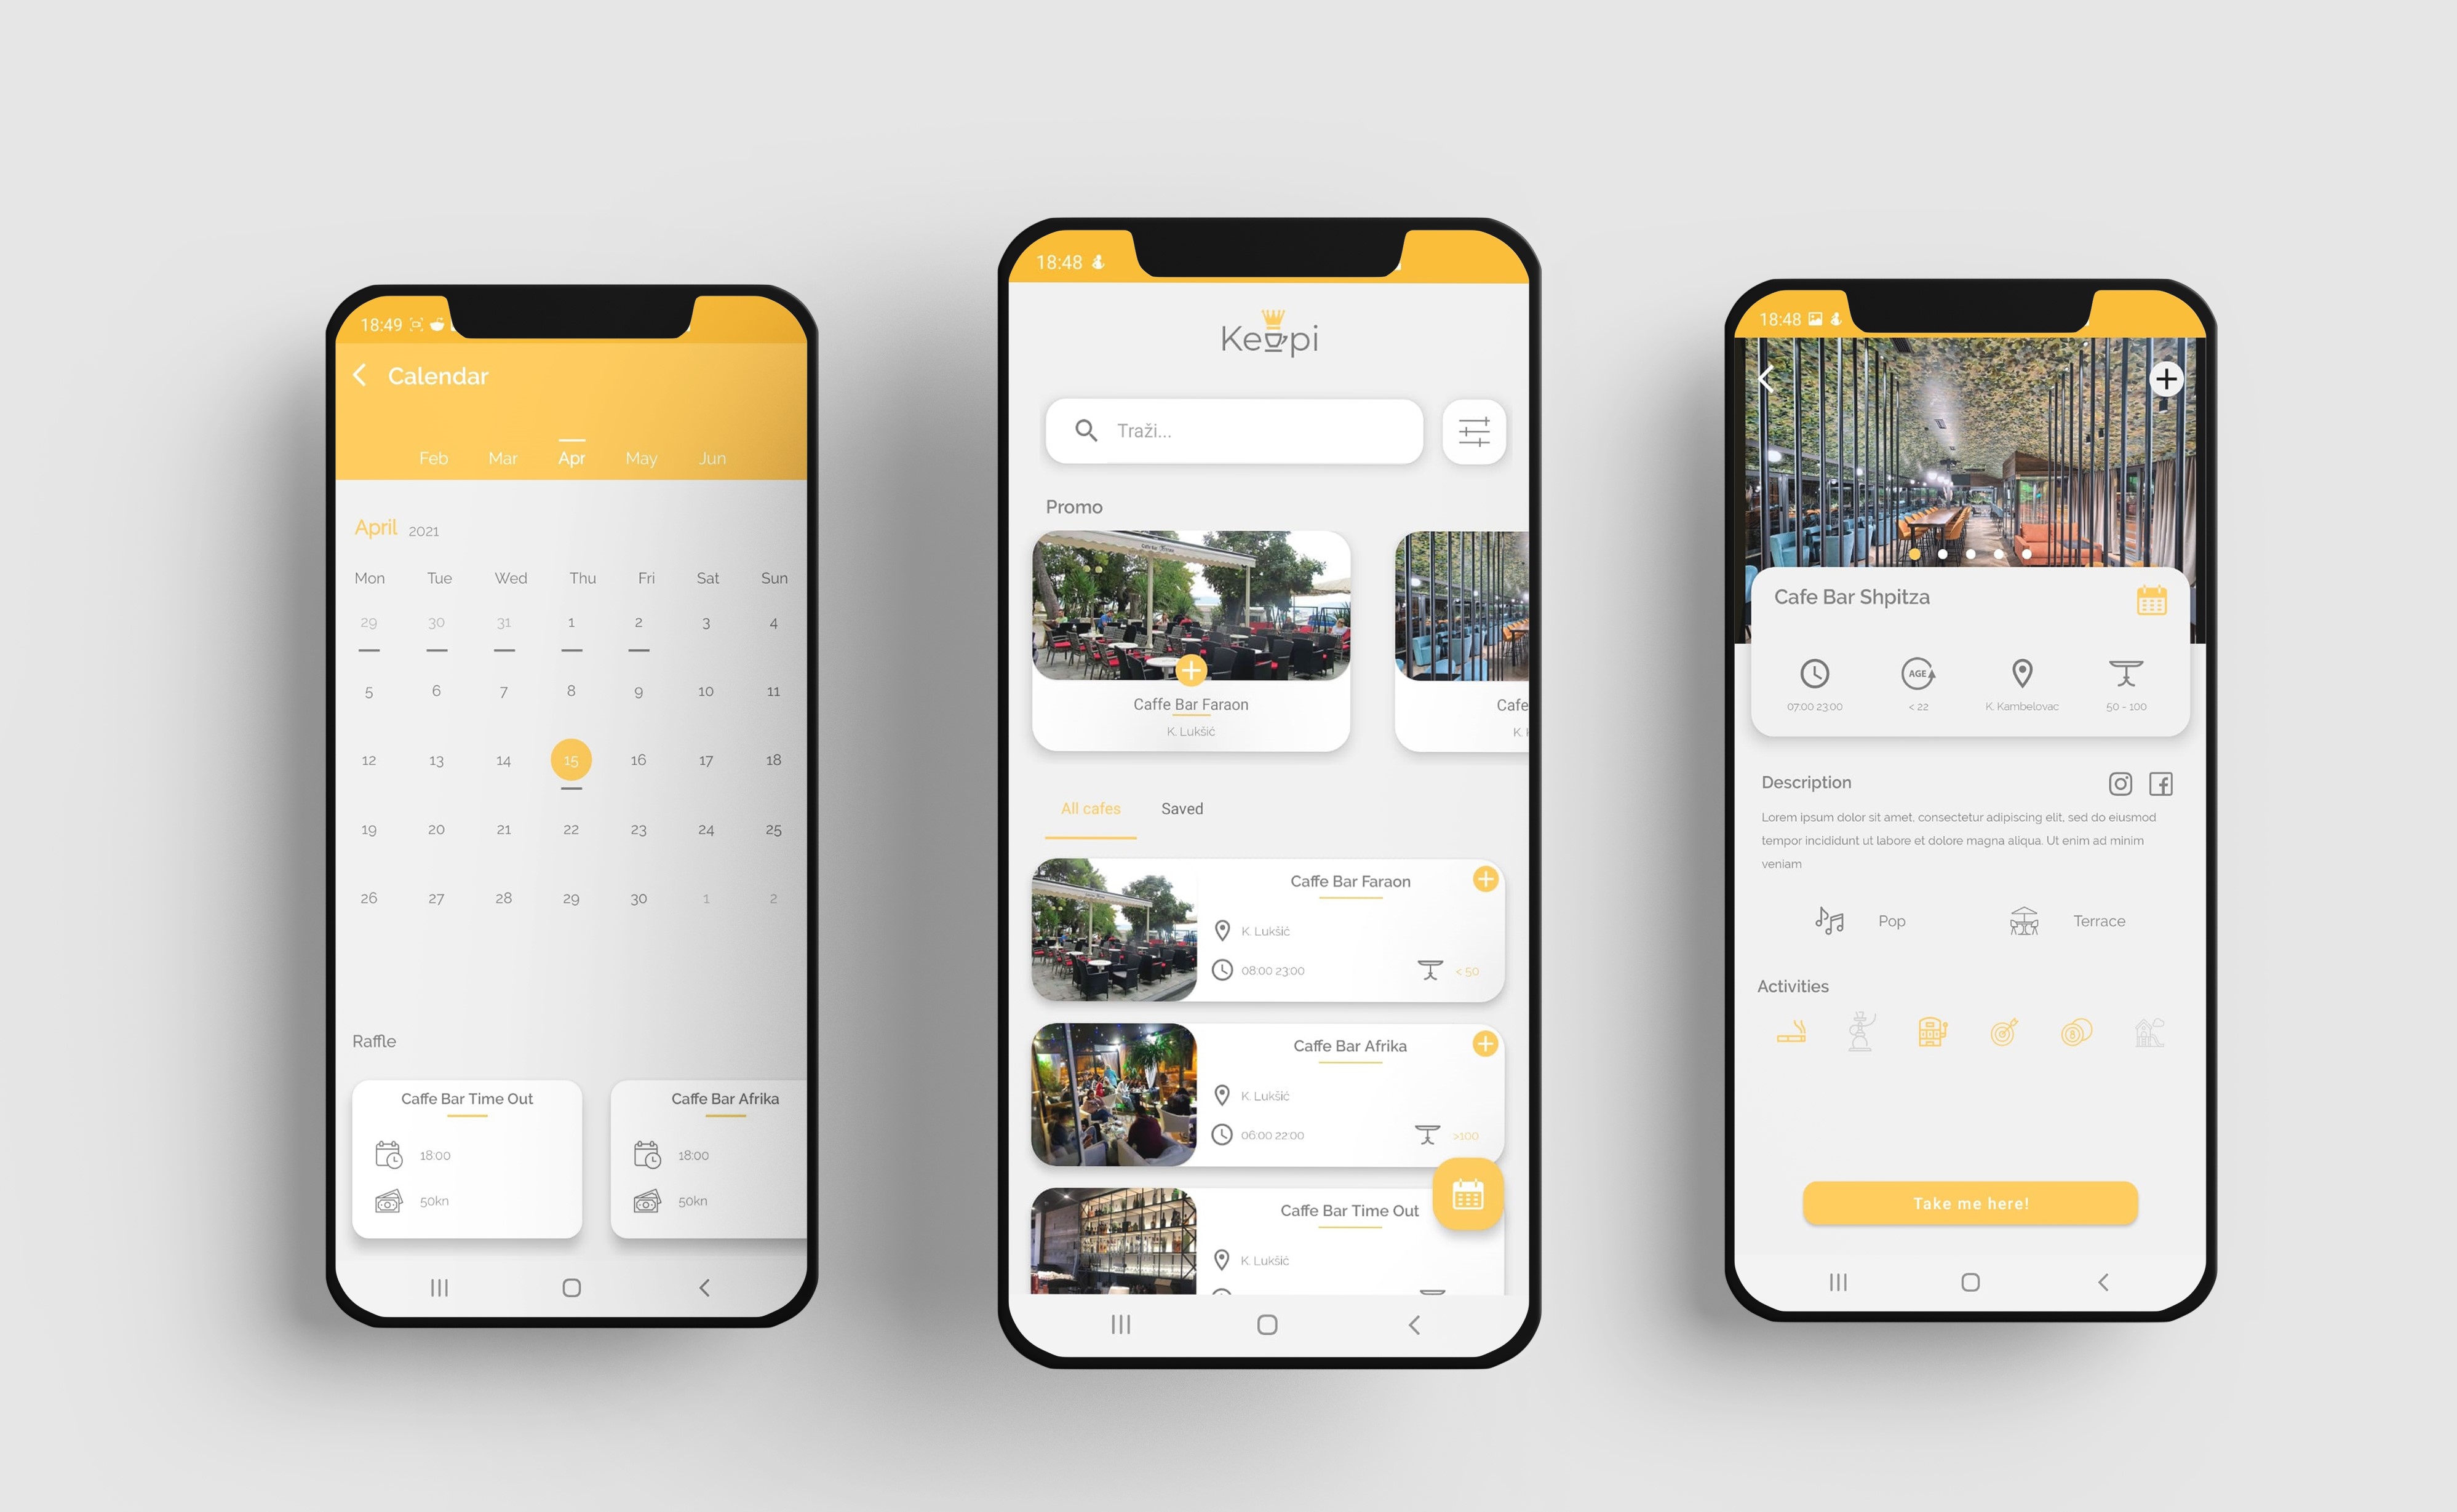 18:49
Calendar
Feb Mar Apr May Jun
April 2021
Mon Tue Wed Thu Fri Sat Sun
29 30 31 1 2 3 4
5 6 7 8 9 10 11
12 13 14 15 16 17 18
19 20 21 22 23 24 25
26 27 28 29 30 1 2
Raffle
Caffe Bar Time Out
18:00
50kn
Caffe Bar Afrika
18:00
50kn
18:48
Kewpi
Traži...
Promo
Caffe Bar Faraon
K. Lukšić
Cafe
K.
All cafes Saved
Caffe Bar Faraon
K. Lukšić
08:00 23:00 < 50
Caffe Bar Afrika
K. Lukšić
06:00 22:00 >100
Caffe Bar Time Out
K. Lukšić
18:48
Cafe Bar Shpitza
AGE
07:00 23:00 < 22 K. Kambelovac 50 - 100
Description
Lorem ipsum dolor sit amet, consectetur adipiscing elit, sed do eiusmod
tempor incididunt ut labore et dolore magna aliqua. Ut enim ad minim
veniam
Pop Terrace
Activities
8
Take me here!